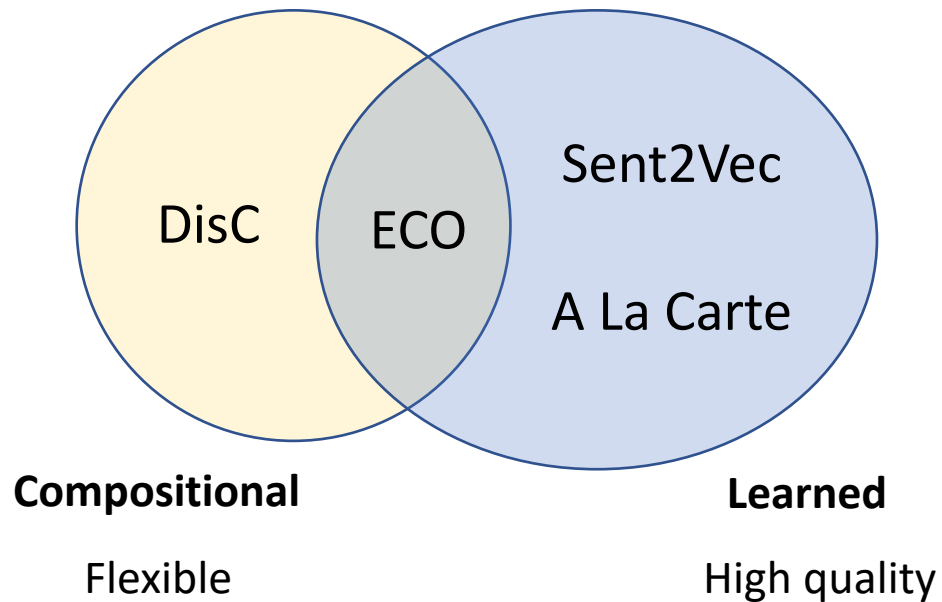 Sent2Vec
DisC
ECO
A La Carte
Compositional
Learned
Flexible
High quality